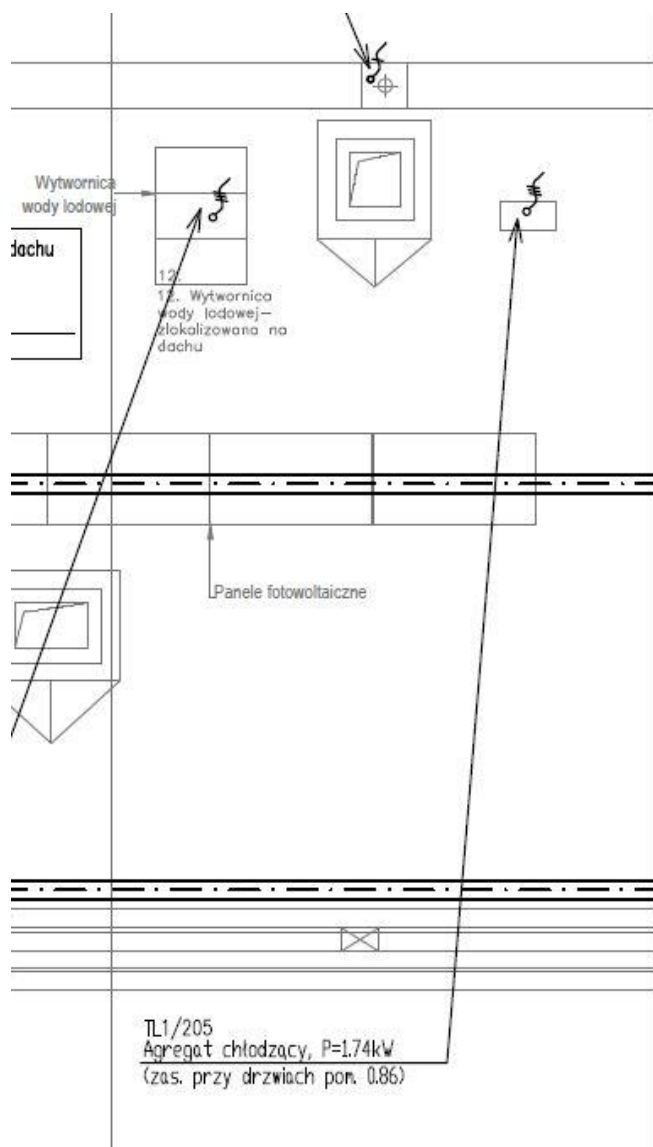 Wytwornica
wody lodowej
dachu
12.
12. Wytwornica
wody lodowej-
zlokalizowana na
dachu
Panele fotowoltaiczne
TL1/205
Agregat chłodzący, P=1.74kW
(zas. przy drzwiach pom. 0.86)